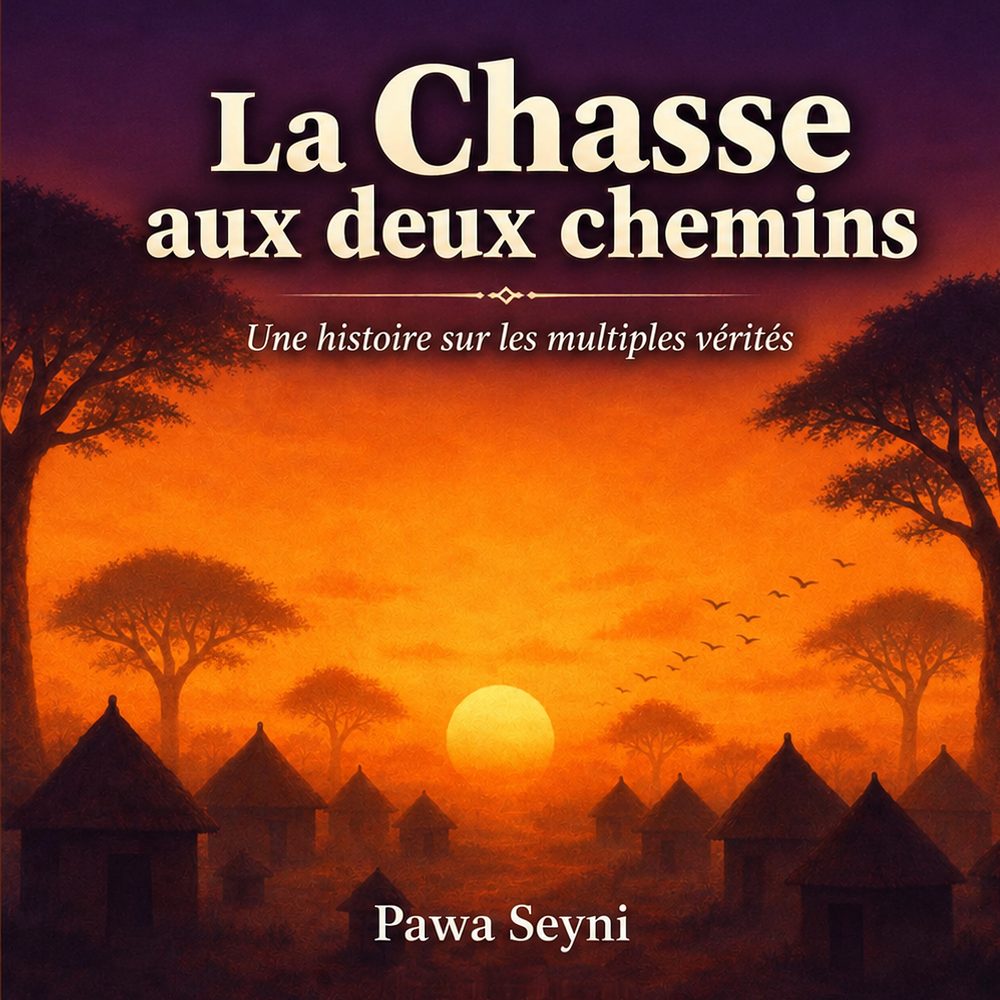 La Chasse
aux deux chemins
Une histoire sur les multiples vérités
Pawa Seyni